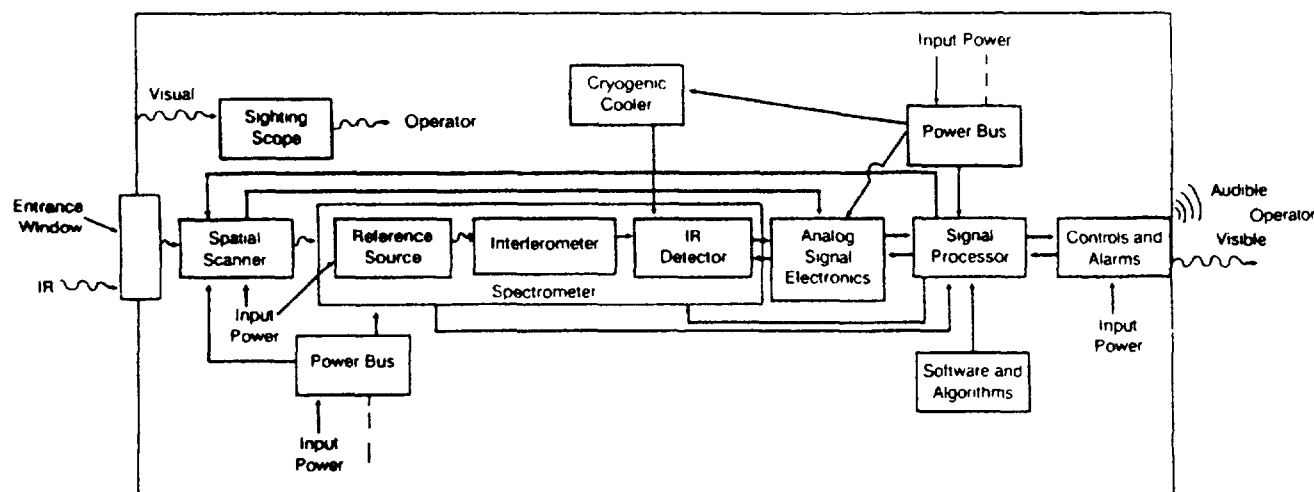 Input Power
Cryogenic
Cooler
Visual
Sighting
Scope
Operator
Power Bus
Entrance
Window
IR
Spatial
Scanner
Reference
Source
Interferometer
IR
Detector
Spectrometer
Analog
Signal
Electronics
Signal
Processor
Controls and
Alarms
Audible
Operator
Visible
Input
Power
Power Bus
Input
Power
Software and
Algorithms
Input
Power